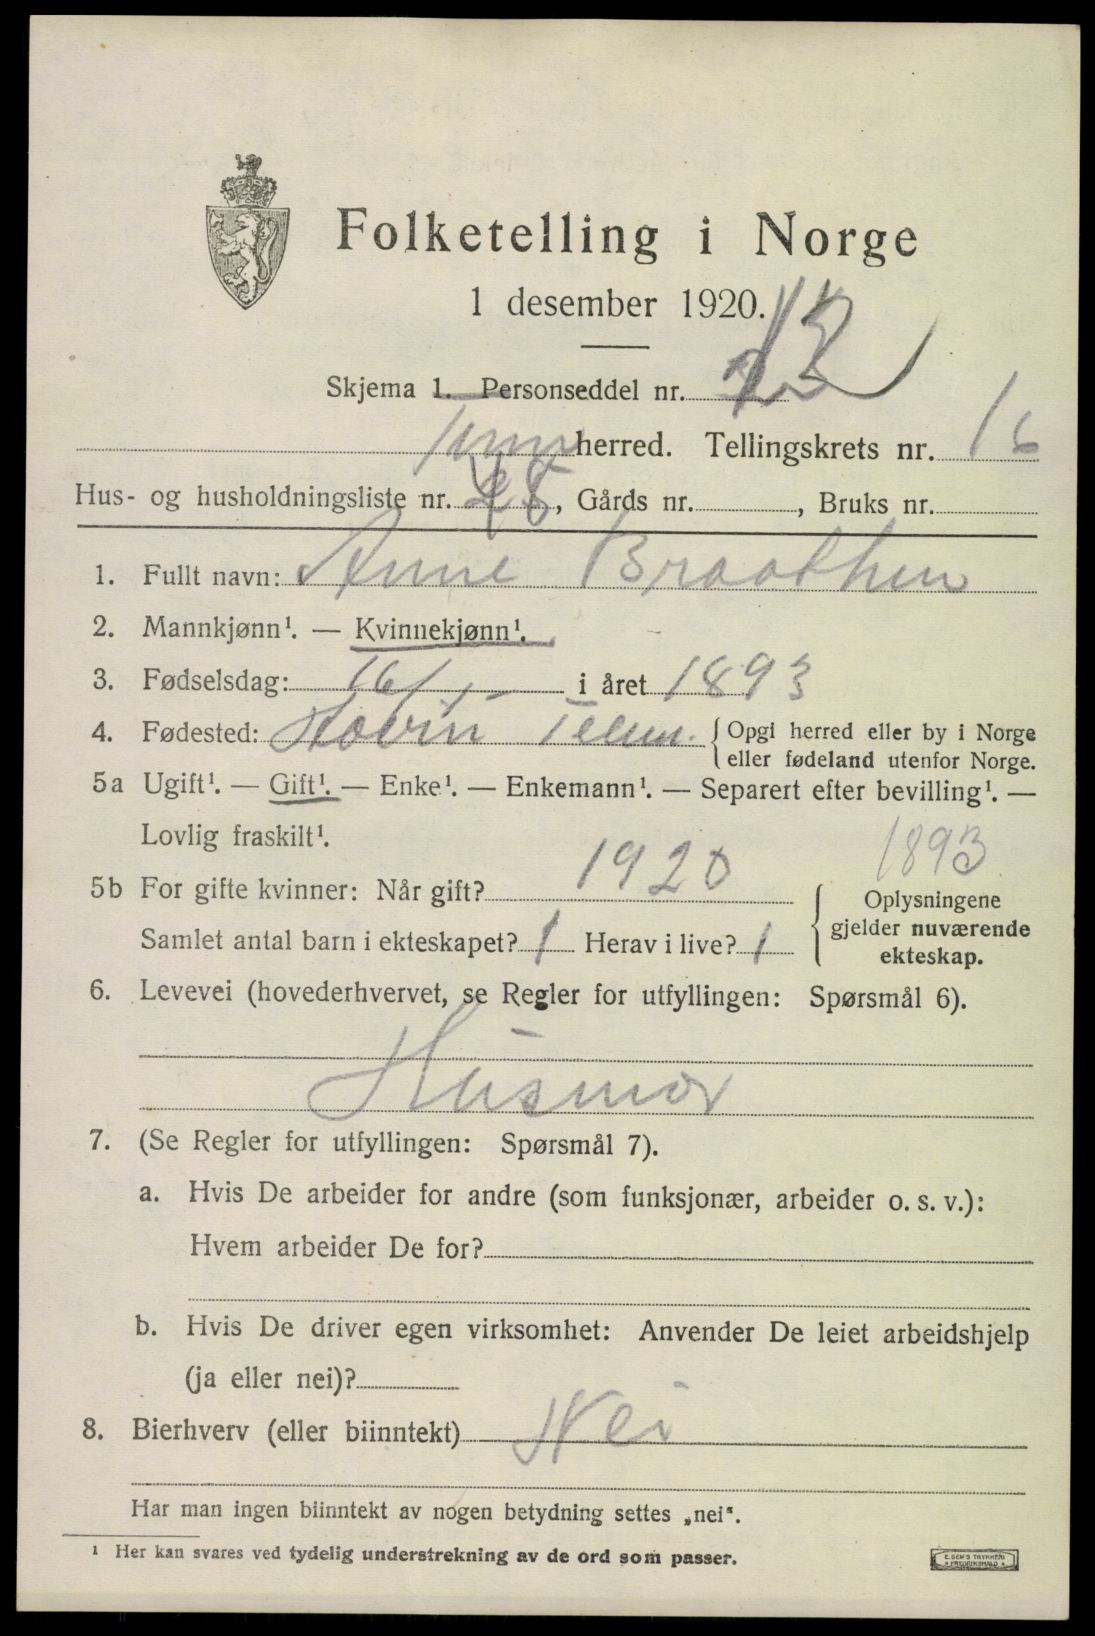 Folketelling i Norge
1 desember 1920.
Skjema 1. Personseddel nr.
Tinn herred. Tellingskrets nr. 16
Hus- og husholdningsliste nr. , Gårds nr. , Bruks nr.
1. Fullt navn: Anne Braathen
2. Mannkjønn¹. — Kvinnekjønn¹.
3. Fødselsdag: 16/1 - i året 1893
4. Fødested: Hovin Telem. { Opgi herred eller by i Norge
eller fødeland utenfor Norge.
5a Ugift¹. — Gift¹. — Enke¹. — Enkemann¹. — Separert efter bevilling¹. —
Lovlig fraskilt¹.
1893
5b For gifte kvinner: Når gift? 1920
Samlet antal barn i ekteskapet? 1 Herav i live? 1
{ Oplysningene
gjelder nuværende
ekteskap.
6. Levevei (hovederhvervet, se Regler for utfyllingen: Spørsmål 6).
Husmor
7. (Se Regler for utfyllingen: Spørsmål 7).
a. Hvis De arbeider for andre (som funksjonær, arbeider o. s. v.):
Hvem arbeider De for?
b. Hvis De driver egen virksomhet: Anvender De leiet arbeidshjelp
(ja eller nei)?
8. Bierhverv (eller biinntekt) Nei
Har man ingen biinntekt av nogen betydning settes „nei".
¹ Her kan svares ved tydelig understrekning av de ord som passer.
E. SEM'S TRYKKERI
FREDRIKSHALD